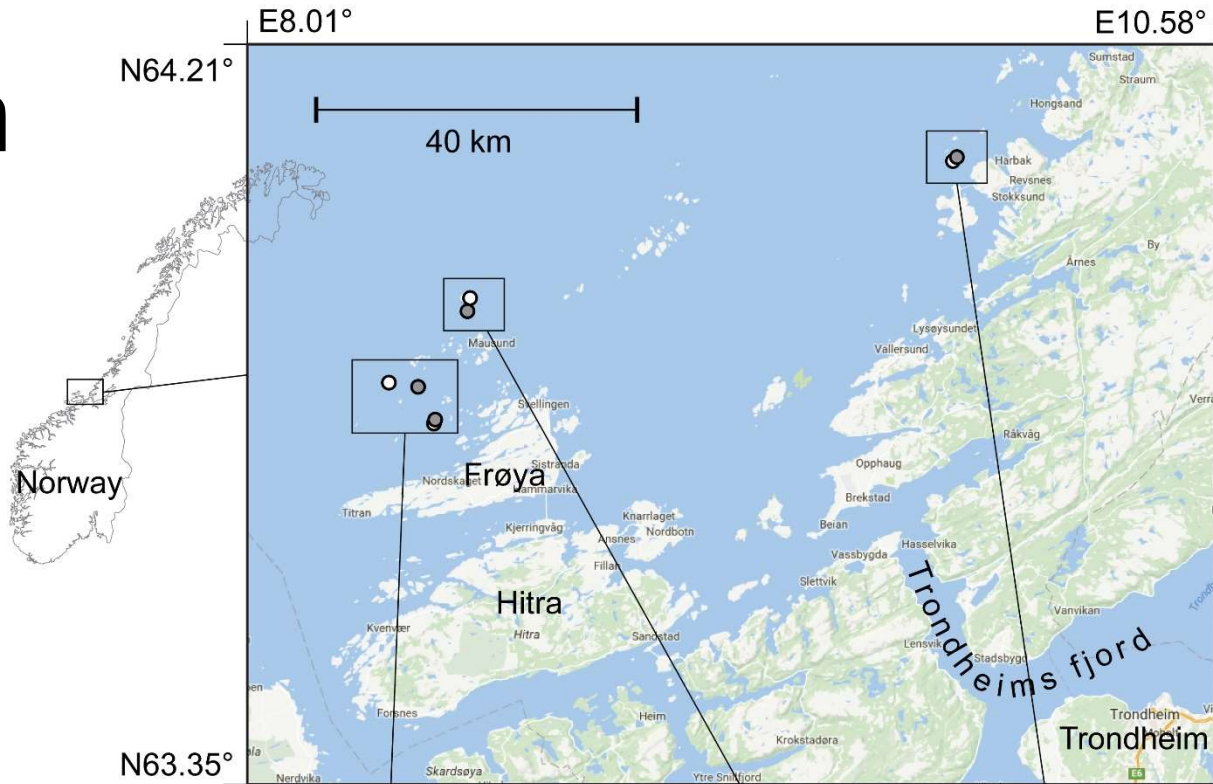 E8.01°
E10.58°
N64.21°
40 km
Sumstad
Straum
Hongsand
Harbak
Revsnes
Stokksund
By
Årnes
Mausund
Lysøysundet
Vallersund
Svellingen
Råkvåg
Norway
Nordskaget
Frøya
Sistranda
Hammarvika
Opphaug
Brekstad
Titran
Knarrlaget
Nordbotn
Beian
Kjerringvåg
Ansnes
Hasselvika
Fillan
Vassbygda
Slettvik
Hitra
Vanvikan
Kvenvær
Hitra
Sandstad
Lensvik
Stadsbygd
Trondheims fjord
Forsnes
Heim
Trondheim
Krokstadøra
Trondheim
N63.35°
Skardsøya
Nerdvika
Ytre Snillfjord
E6